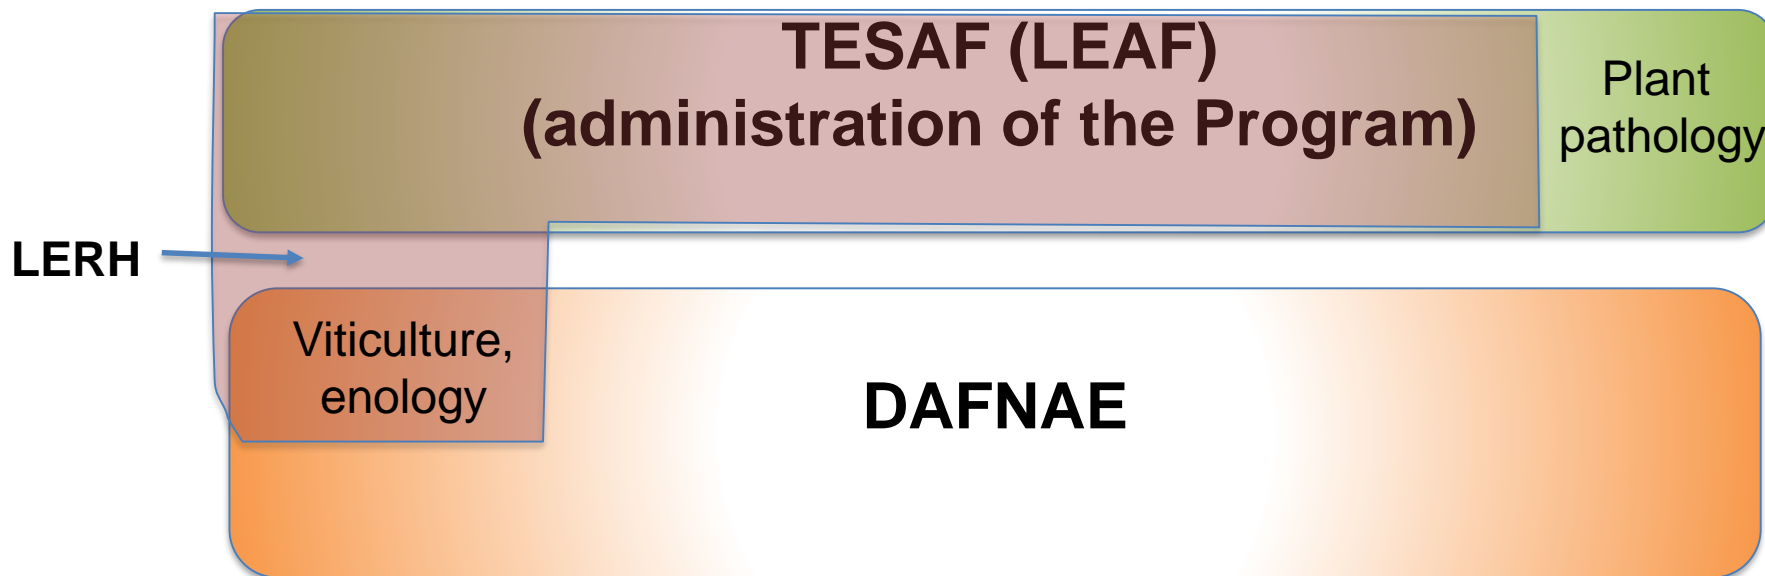 TESAF (LEAF)
(administration of the Program)
Plant
pathology
LERH
Viticulture,
enology
DAFNAE